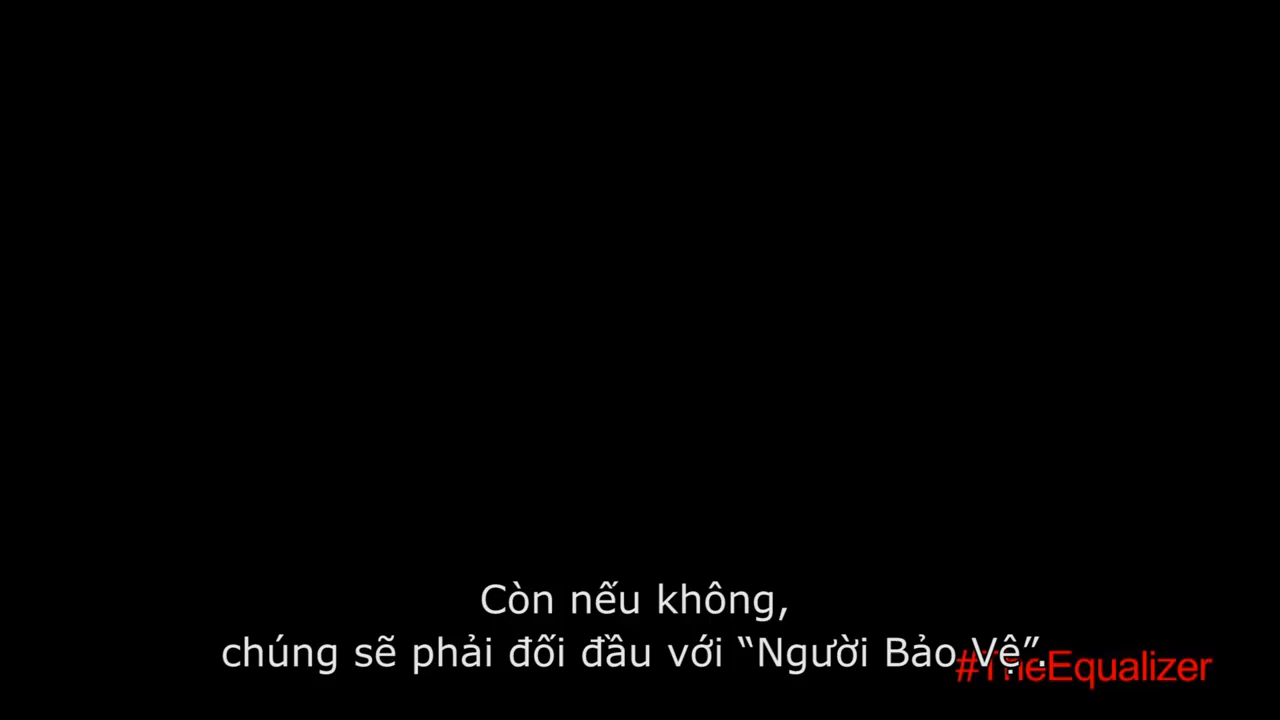 Còn nếu không,
chúng sẽ phải đối đầu với “Người Bảo Vệ”.
#TheEqualizer